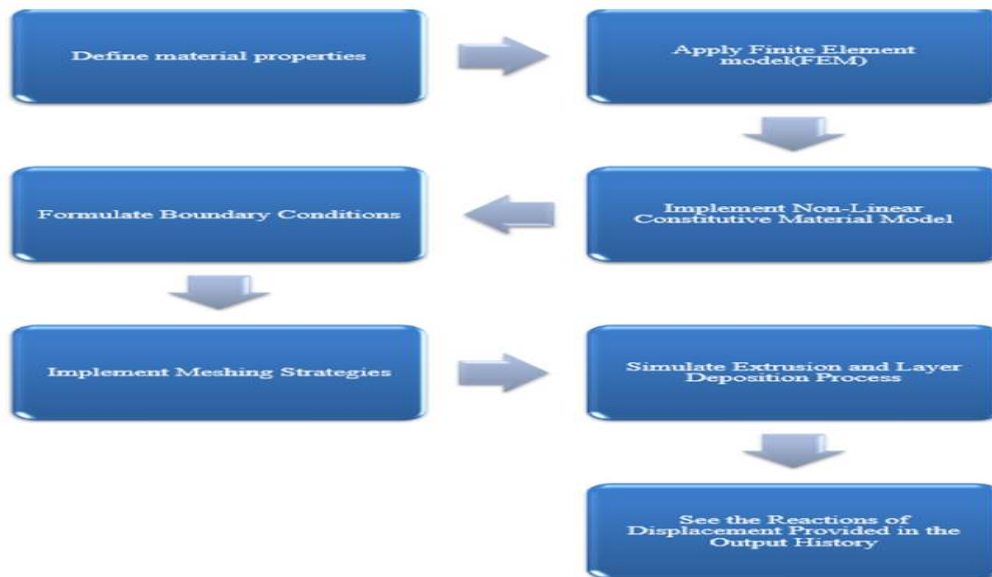 Define material properties
Apply Finite Element
model(FEM)
Implement Non-Linear
Constitutive Material Model
Formulate Boundary Conditions
Implement Meshing Strategies
Simulate Extrusion and Layer
Deposition Process
See the Reactions of
Displacement Provided in the
Output History